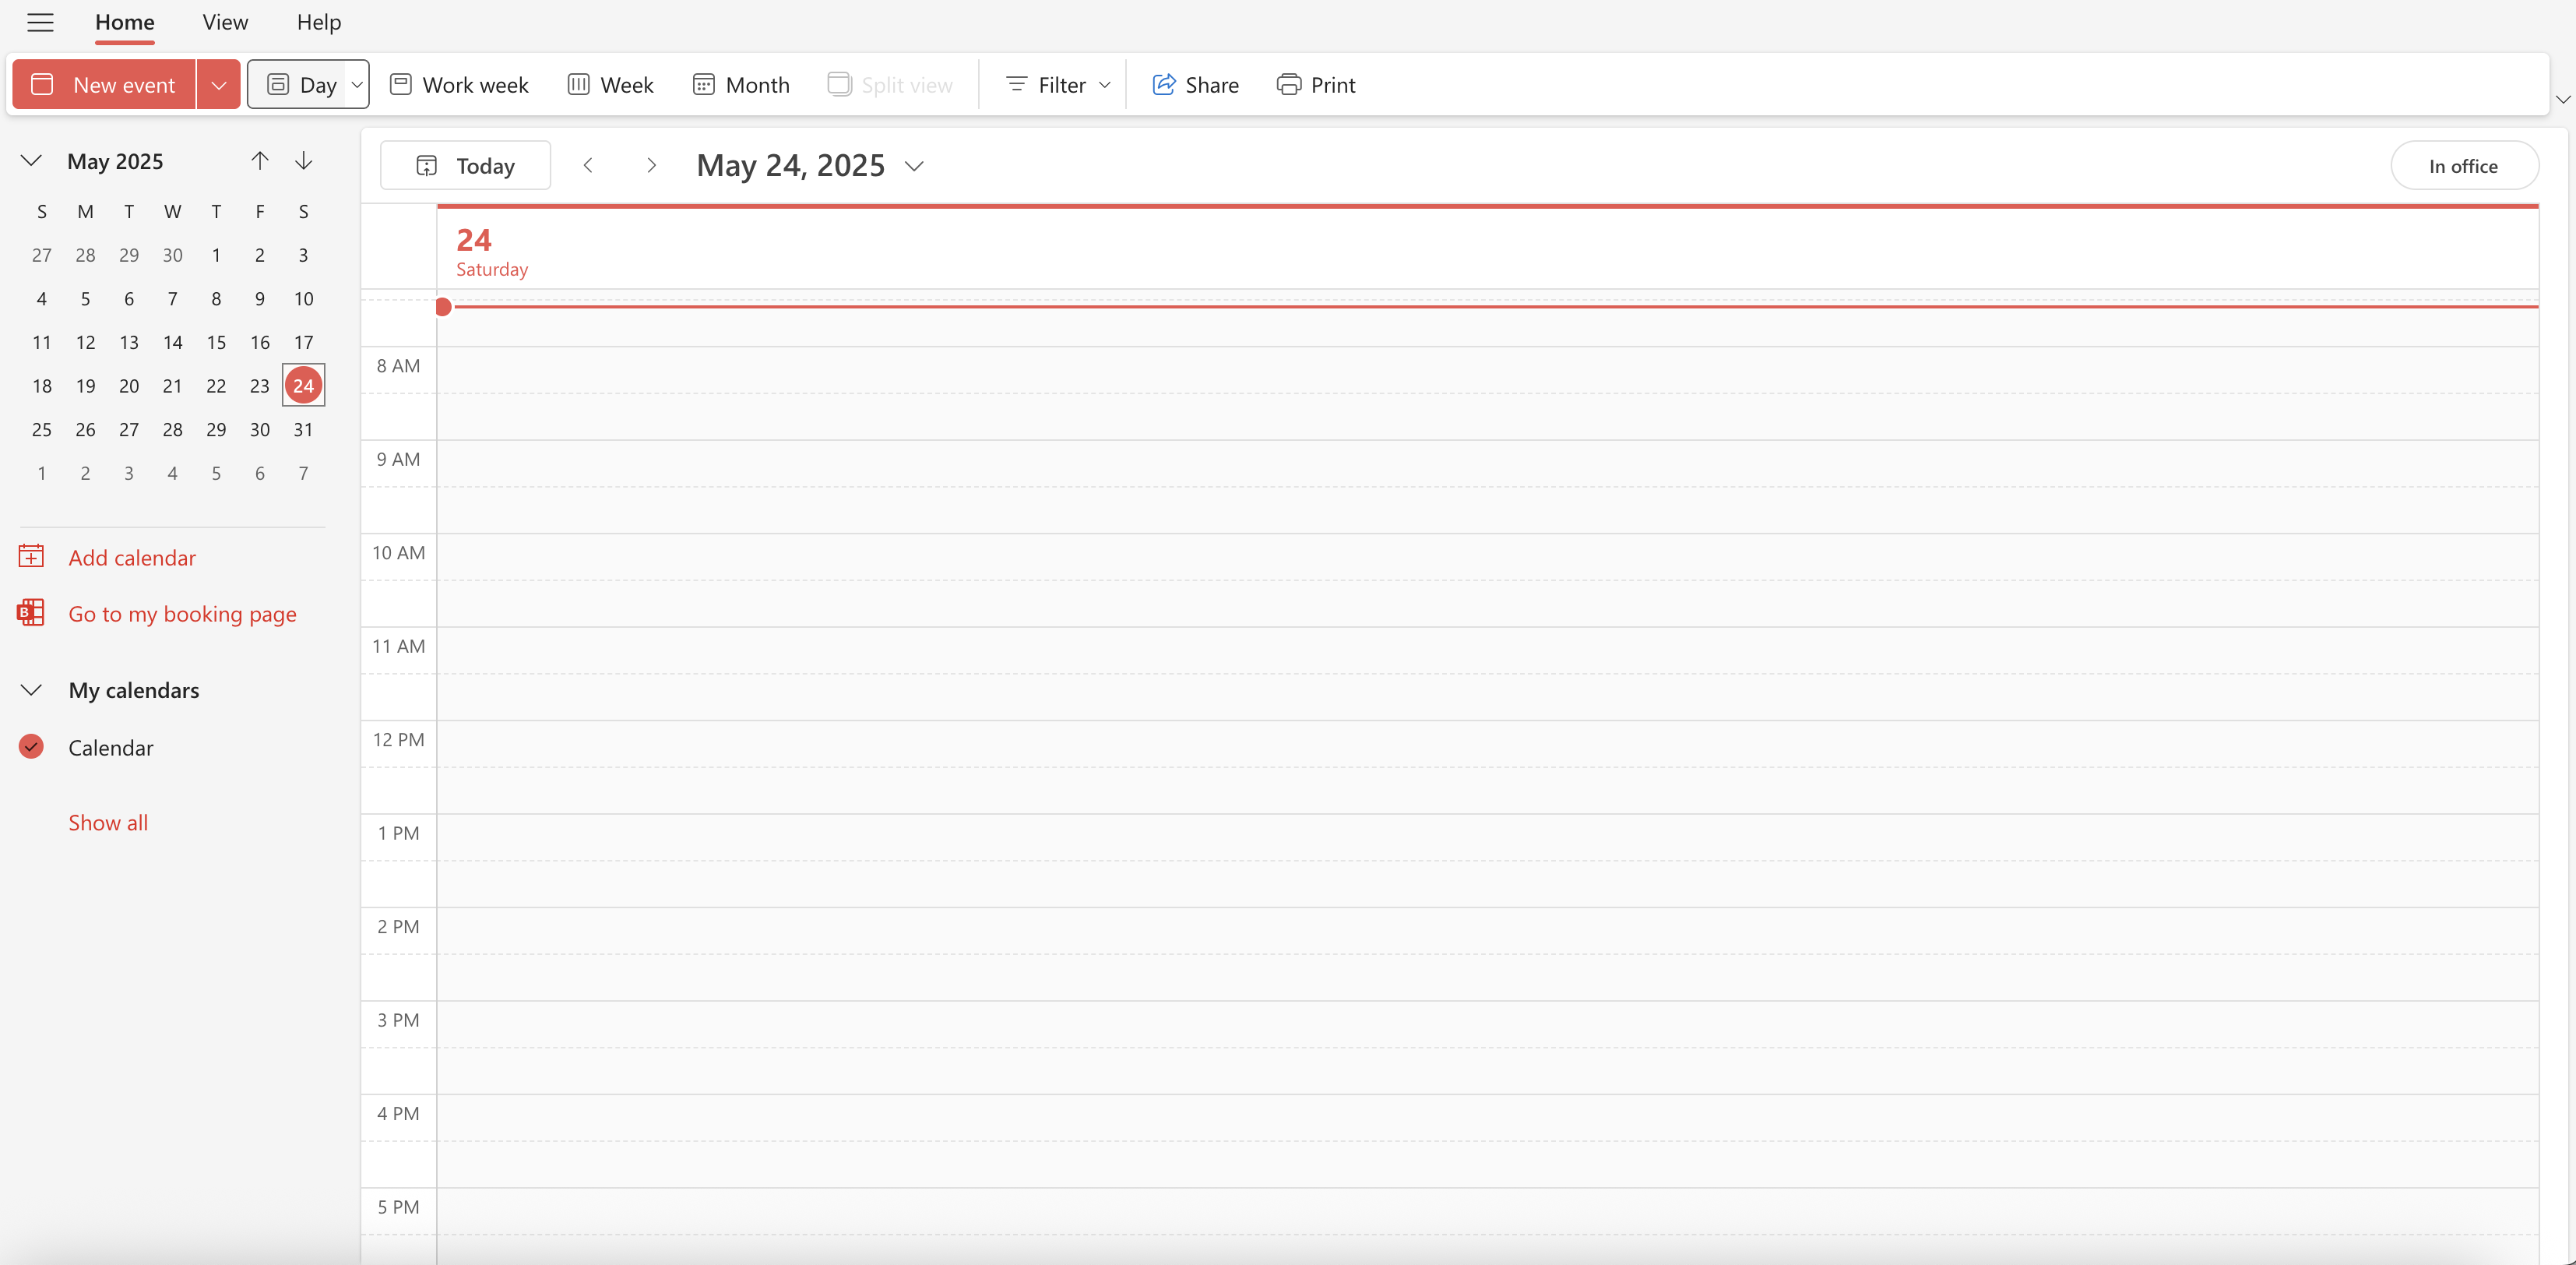 Home View Help
New event Day Work week Week Month Split view Filter Share Print
May 2025
S M T W T F S
27 28 29 30 1 2 3
4 5 6 7 8 9 10
11 12 13 14 15 16 17
18 19 20 21 22 23 24
25 26 27 28 29 30 31
1 2 3 4 5 6 7
Add calendar
B
Go to my booking page
My calendars
Calendar
Show all
Today May 24, 2025 In office
24
Saturday
8 AM
9 AM
10 AM
11 AM
12 PM
1 PM
2 PM
3 PM
4 PM
5 PM